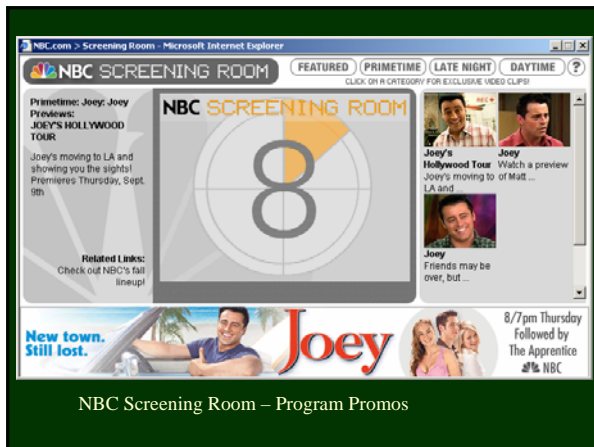 NBC.com > Screening Room - Microsoft Internet Explorer
NBC SCREENING ROOM
FEATURED PRIMETIME LATE NIGHT DAYTIME ?
CLICK ON A CATEGORY FOR EXCLUSIVE VIDEO CLIPS!
Primetime: Joey: Joey
Previews:
JOEY'S HOLLYWOOD
TOUR
Joey's moving to LA and
showing you the sights!
Premieres Thursday, Sept.
9th
Related Links:
Check out NBC's fall
lineup!
NBC SCREENING ROOM
8
REC
Joey's
Hollywood Tour
Joey's moving to
LA and ...
Joey
Watch a preview
of Matt ...
Joey
Friends may be
over, but ...
New town.
Still lost.
Joey
8/7pm Thursday
Followed by
The Apprentice
NBC
NBC Screening Room – Program Promos